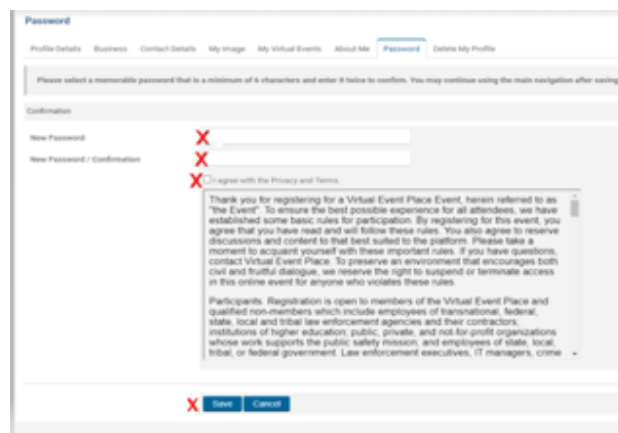 Password
Profile Details Business Contact Details My Image My Virtual Events About Me Password Delete My Profile
Please select a memorable password that is a minimum of 6 characters and enter it twice to confirm. You may continue using the main navigation after saving
Confirmation
New Password X
New Password / Confirmation X
X I agree with the Privacy and Terms.
Thank you for registering for a Virtual Event Place Event, herein referred to as
"the Event". To ensure the best possible experience for all attendees, we have
established some basic rules for participation. By registering for this event, you
agree that you have read and will follow these rules. You also agree to reserve
discussions and content to that best suited to the platform. Please take a
moment to acquaint yourself with these important rules. If you have questions,
contact Virtual Event Place. To preserve an environment that encourages both
civil and fruitful dialogue, we reserve the right to suspend or terminate access
in this online event for anyone who violates these rules.
Participants. Registration is open to members of the Virtual Event Place and
qualified non-members which include employees of transnational, federal,
state, local and tribal law enforcement agencies and their contractors;
institutions of higher education; public, private, and not-for-profit organizations
whose work supports the public safety mission; and employees of state, local,
tribal, or federal government. Law enforcement executives, IT managers, crime
X Save Cancel